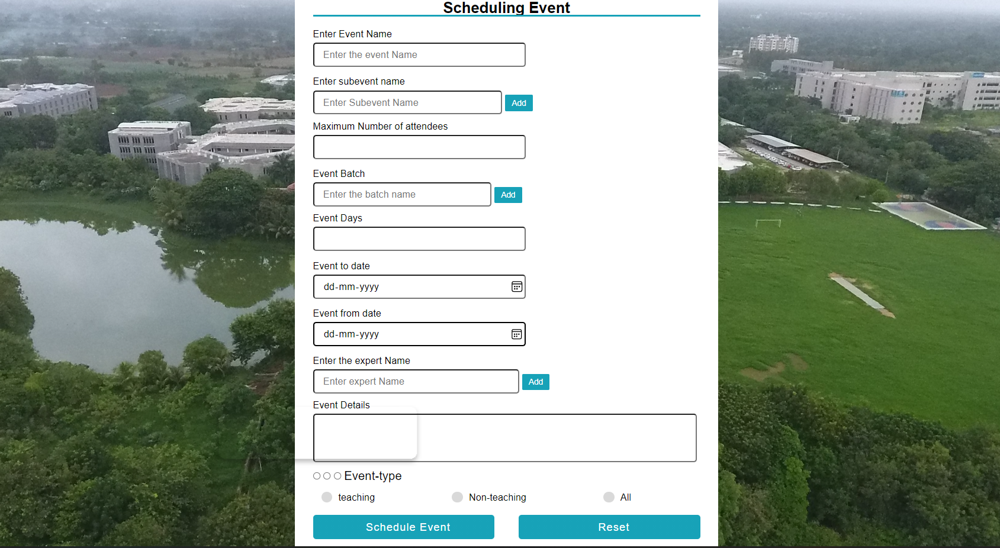 Scheduling Event
Enter Event Name
Enter the event Name
Enter subevent name
Enter Subevent Name Add
Maximum Number of attendees
Event Batch
Enter the batch name Add
Event Days
Event to date
dd-mm-yyyy
Event from date
dd-mm-yyyy
Enter the expert Name
Enter expert Name Add
Event Details
Event-type
teaching Non-teaching All
Schedule Event Reset